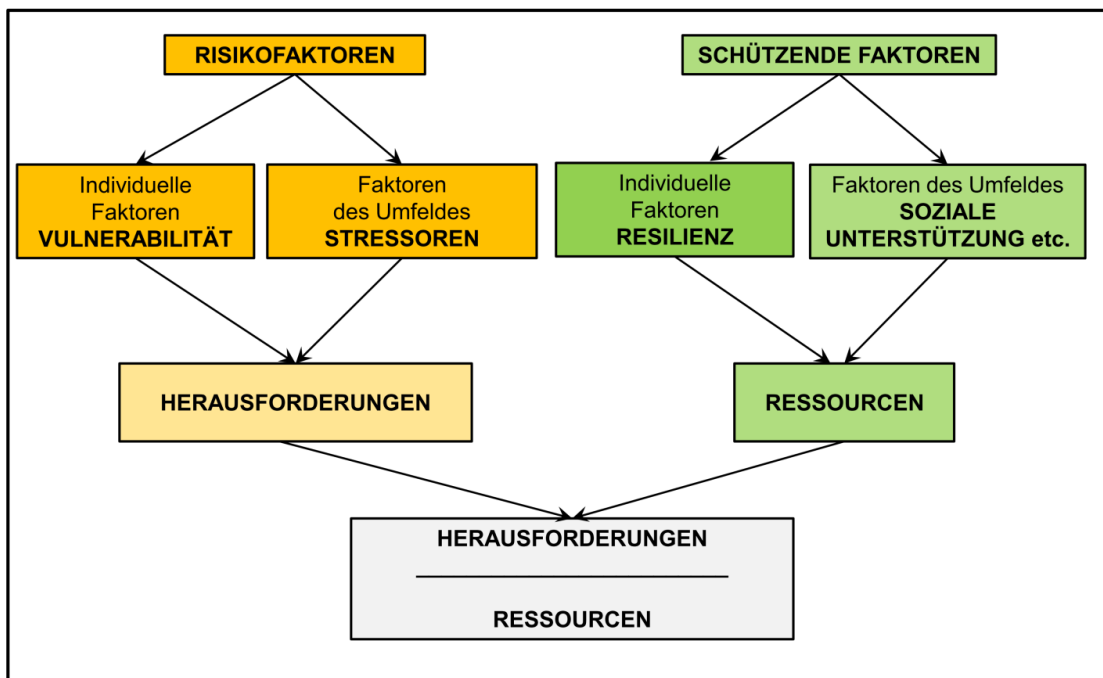 RISIKOFAKTOREN
SCHÜTZENDE FAKTOREN
Individuelle
Faktoren
VULNERABILITÄT
Faktoren
des Umfeldes
STRESSOREN
Individuelle
Faktoren
RESILIENZ
Faktoren des Umfeldes
SOZIALE
UNTERSTÜTZUNG etc.
HERAUSFORDERUNGEN
RESSOURCEN
HERAUSFORDERUNGEN
RESSOURCEN